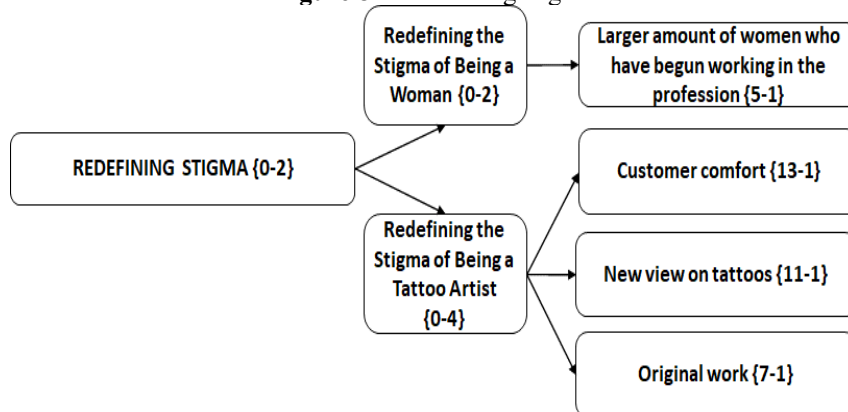 Redefining the
Stigma of Being a
Woman {0-2}
Larger amount of women who
have begun working in the
profession {5-1}
REDEFINING STIGMA {0-2}
Customer comfort {13-1}
Redefining the
Stigma of Being a
Tattoo Artist
{0-4}
New view on tattoos {11-1}
Original work {7-1}